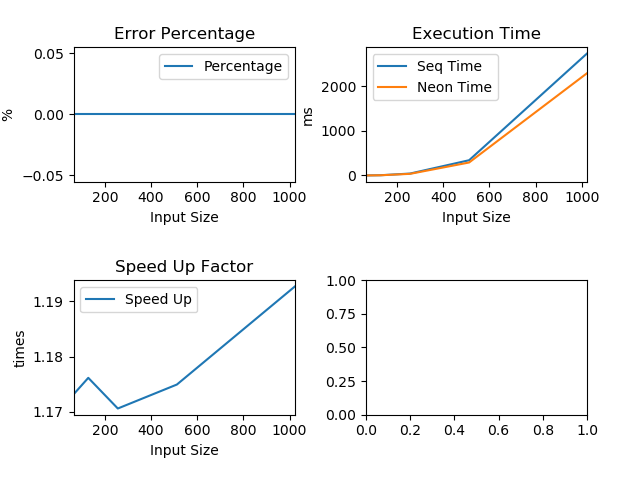 Error Percentage
0.05
0.00
−0.05
%
Percentage
200 400 600 800 1000
Input Size
Execution Time
2000
1000
0
ms
Seq Time
Neon Time
200 400 600 800 1000
Input Size
Speed Up Factor
1.19
1.18
1.17
times
Speed Up
200 400 600 800 1000
Input Size
1.00
0.75
0.50
0.25
0.00
0.0 0.2 0.4 0.6 0.8 1.0